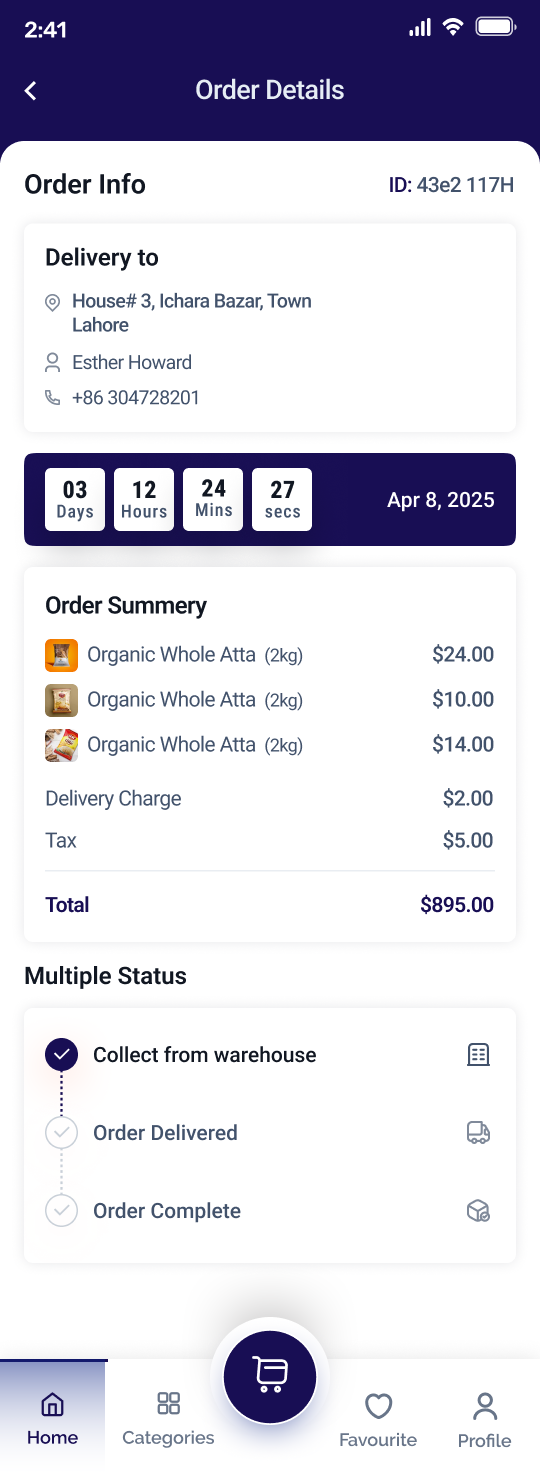 2:41
Order Details
Order Info
ID: 43e2 117H
Delivery to
House# 3, Ichara Bazar, Town
Lahore
Esther Howard
+86 304728201
03 12 24 27
Days Hours Mins secs
Apr 8, 2025
Order Summery
Organic Whole Atta (2kg) $24.00
Organic Whole Atta (2kg) $10.00
Organic Whole Atta (2kg) $14.00
Delivery Charge $2.00
Tax $5.00
Total $895.00
Multiple Status
Collect from warehouse
Order Delivered
Order Complete
Home Categories Favourite Profile